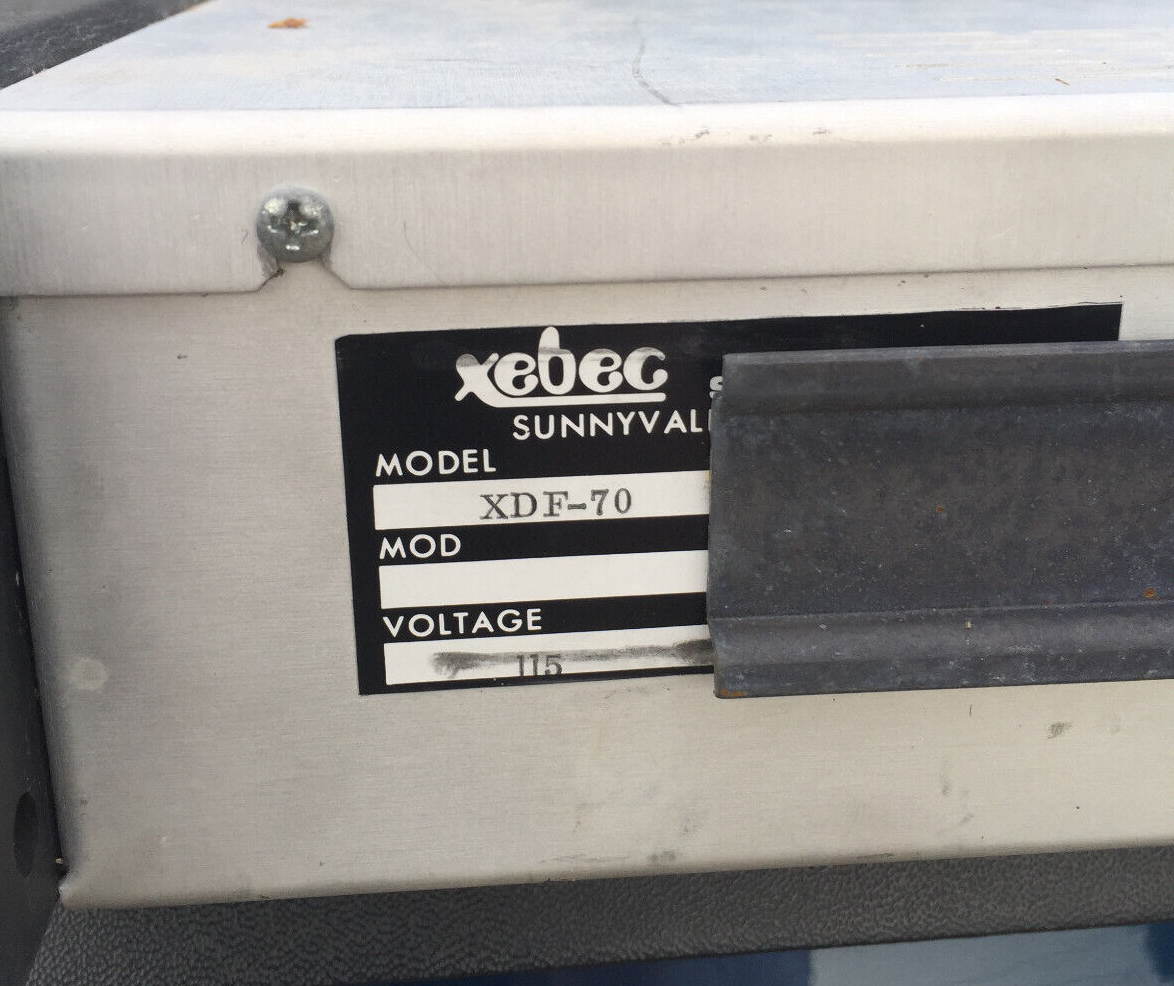 xebec
SUNNYVAL
MODEL
XDF-70
MOD
VOLTAGE
115